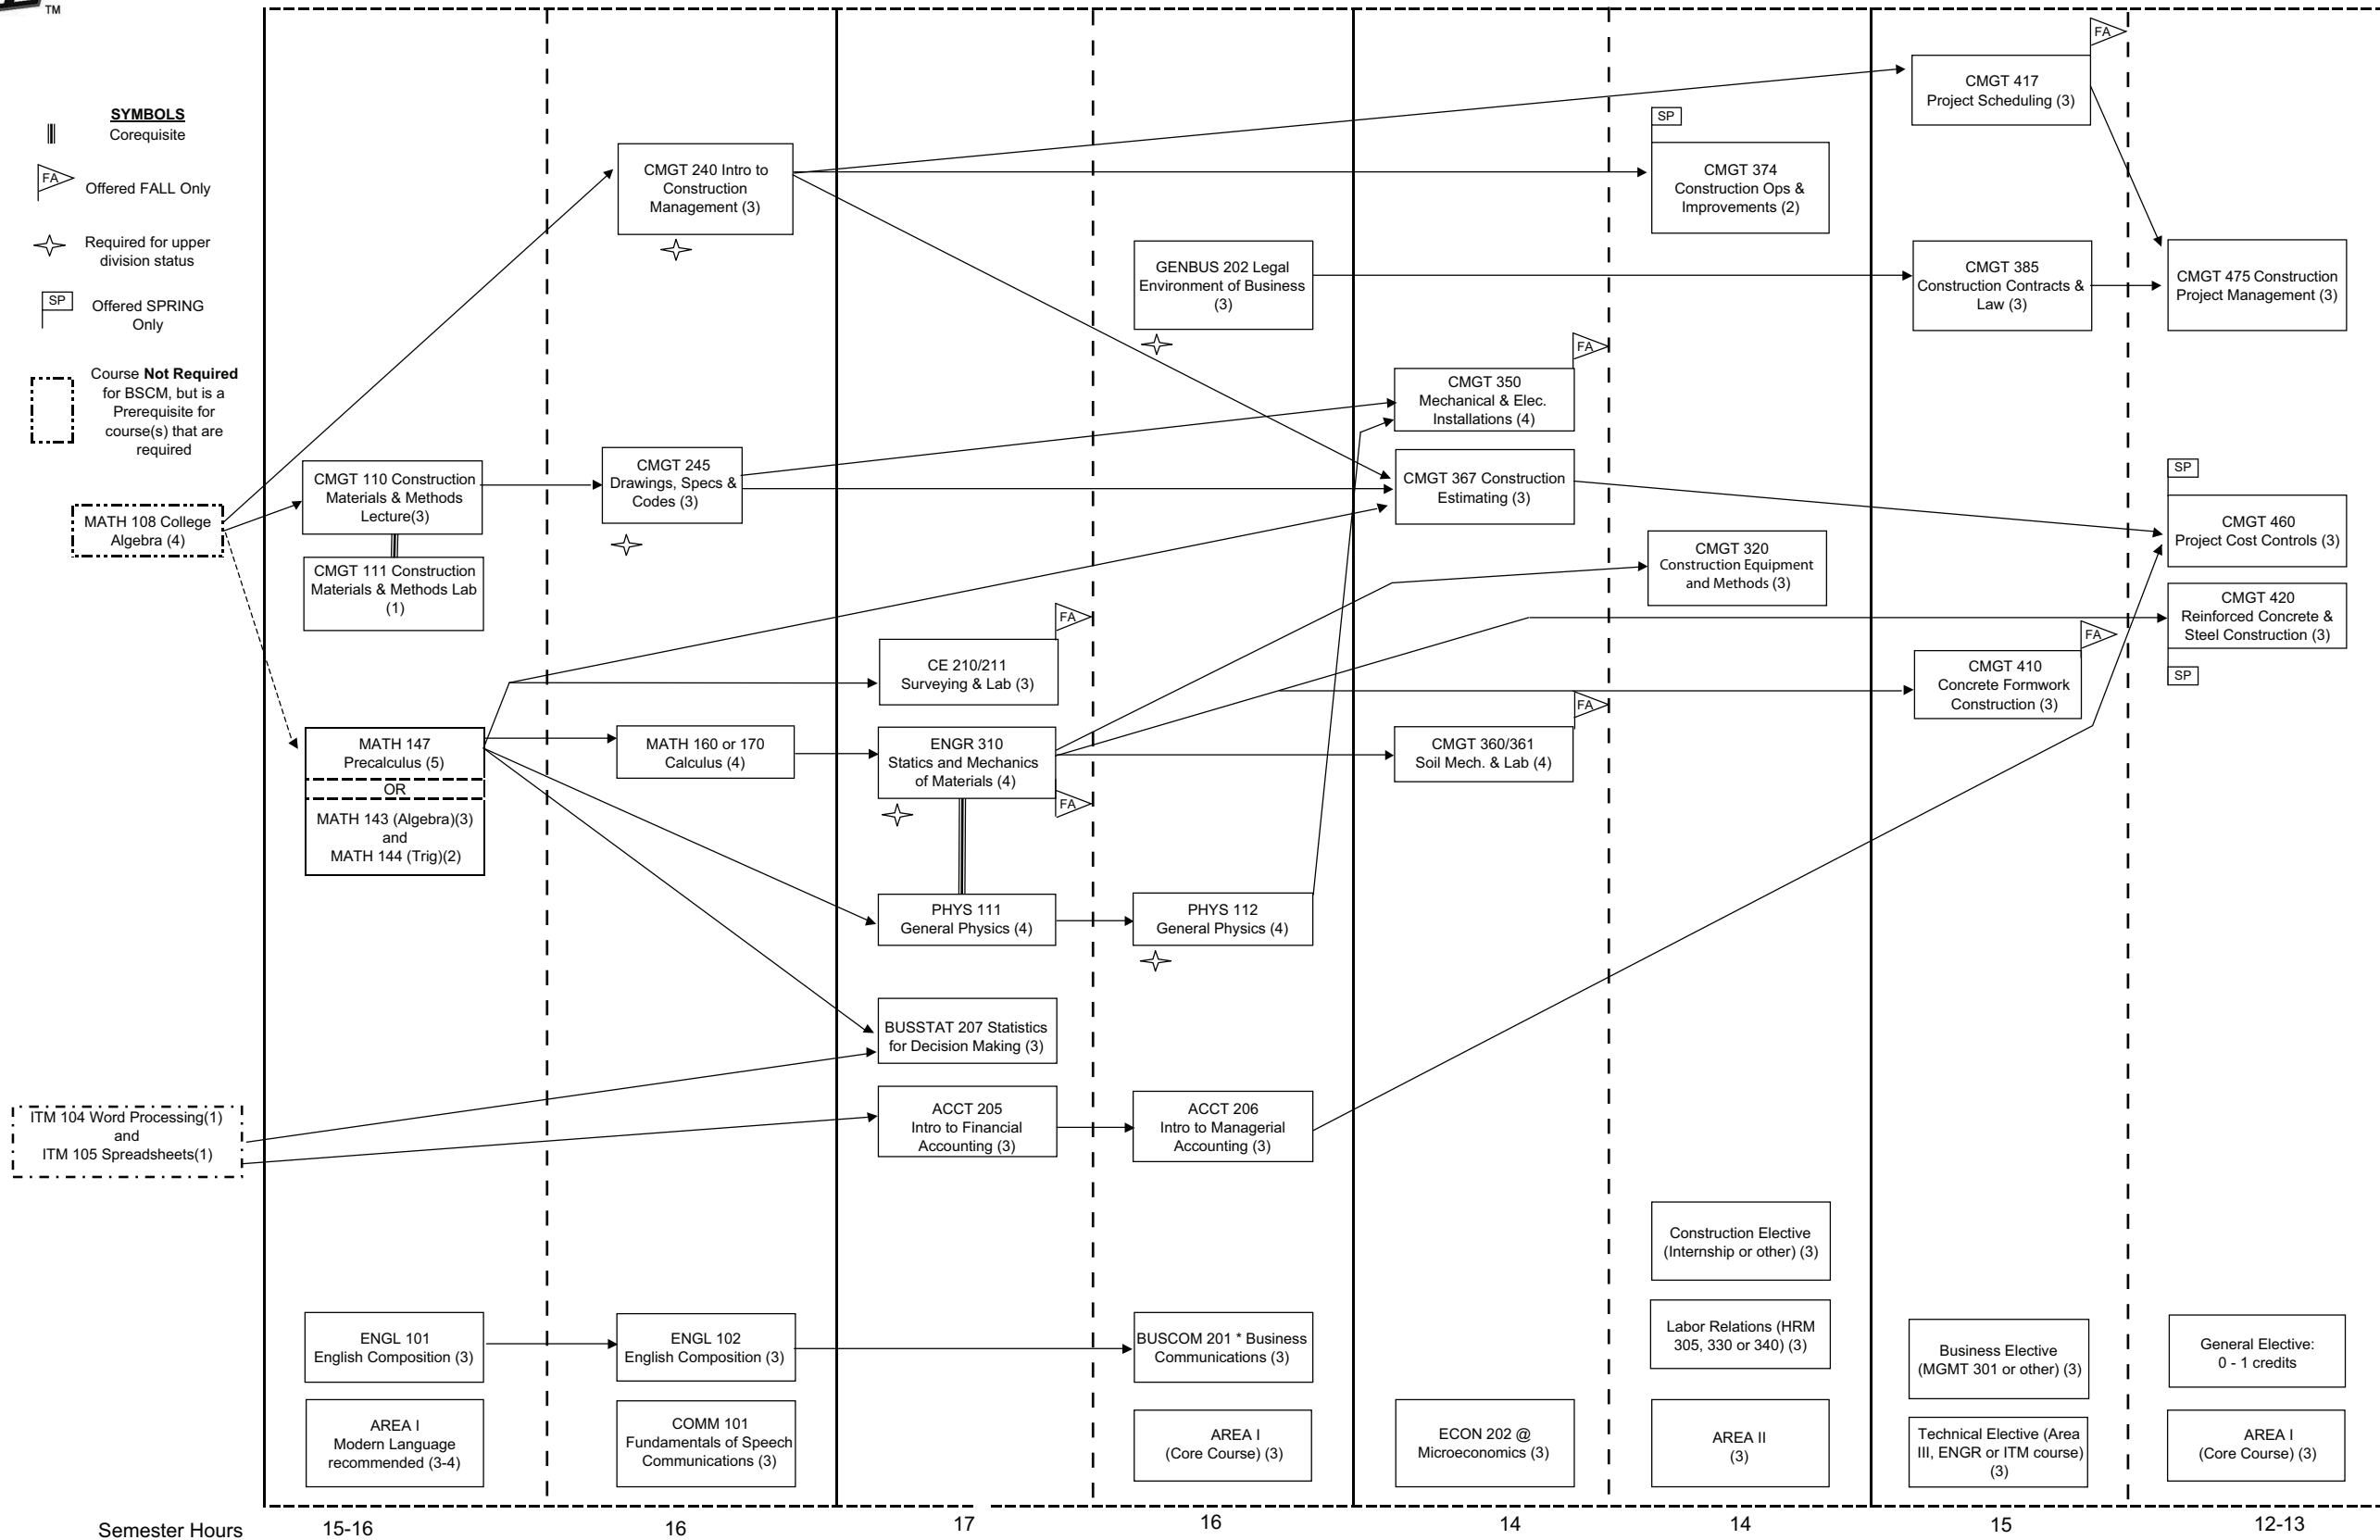 TM
SYMBOLS
Corequisite
FA
Offered FALL Only
Required for upper
division status
SP
Offered SPRING
Only
Course Not Required
for BSCM, but is a
Prerequisite for
course(s) that are
required
MATH 108 College
Algebra (4)
ITM 104 Word Processing(1)
and
ITM 105 Spreadsheets(1)
CMGT 110 Construction
Materials & Methods
Lecture(3)
CMGT 111 Construction
Materials & Methods Lab
(1)
MATH 147
Precalculus (5)
OR
MATH 143 (Algebra)(3)
and
MATH 144 (Trig)(2)
ENGL 101
English Composition (3)
AREA I
Modern Language
recommended (3-4)
CMGT 240 Intro to
Construction
Management (3)
CMGT 245
Drawings, Specs &
Codes (3)
MATH 160 or 170
Calculus (4)
ENGL 102
English Composition (3)
COMM 101
Fundamentals of Speech
Communications (3)
FA
CE 210/211
Surveying & Lab (3)
ENGR 310
Statics and Mechanics
of Materials (4)
FA
PHYS 111
General Physics (4)
BUSSTAT 207 Statistics
for Decision Making (3)
ACCT 205
Intro to Financial
Accounting (3)
GENBUS 202 Legal
Environment of Business
(3)
PHYS 112
General Physics (4)
ACCT 206
Intro to Managerial
Accounting (3)
BUSCOM 201 * Business
Communications (3)
AREA I
(Core Course) (3)
FA
CMGT 350
Mechanical & Elec.
Installations (4)
CMGT 367 Construction
Estimating (3)
FA
CMGT 360/361
Soil Mech. & Lab (4)
ECON 202 @
Microeconomics (3)
SP
CMGT 374
Construction Ops &
Improvements (2)
CMGT 320
Construction Equipment
and Methods (3)
Construction Elective
(Internship or other) (3)
Labor Relations (HRM
305, 330 or 340) (3)
AREA II
(3)
FA
CMGT 417
Project Scheduling (3)
CMGT 385
Construction Contracts &
Law (3)
FA
CMGT 410
Concrete Formwork
Construction (3)
Business Elective
(MGMT 301 or other) (3)
Technical Elective (Area
III, ENGR or ITM course)
(3)
CMGT 475 Construction
Project Management (3)
SP
CMGT 460
Project Cost Controls (3)
CMGT 420
Reinforced Concrete &
Steel Construction (3)
SP
General Elective:
0 - 1 credits
AREA I
(Core Course) (3)
Semester Hours
15-16
16
17
16
14
14
15
12-13